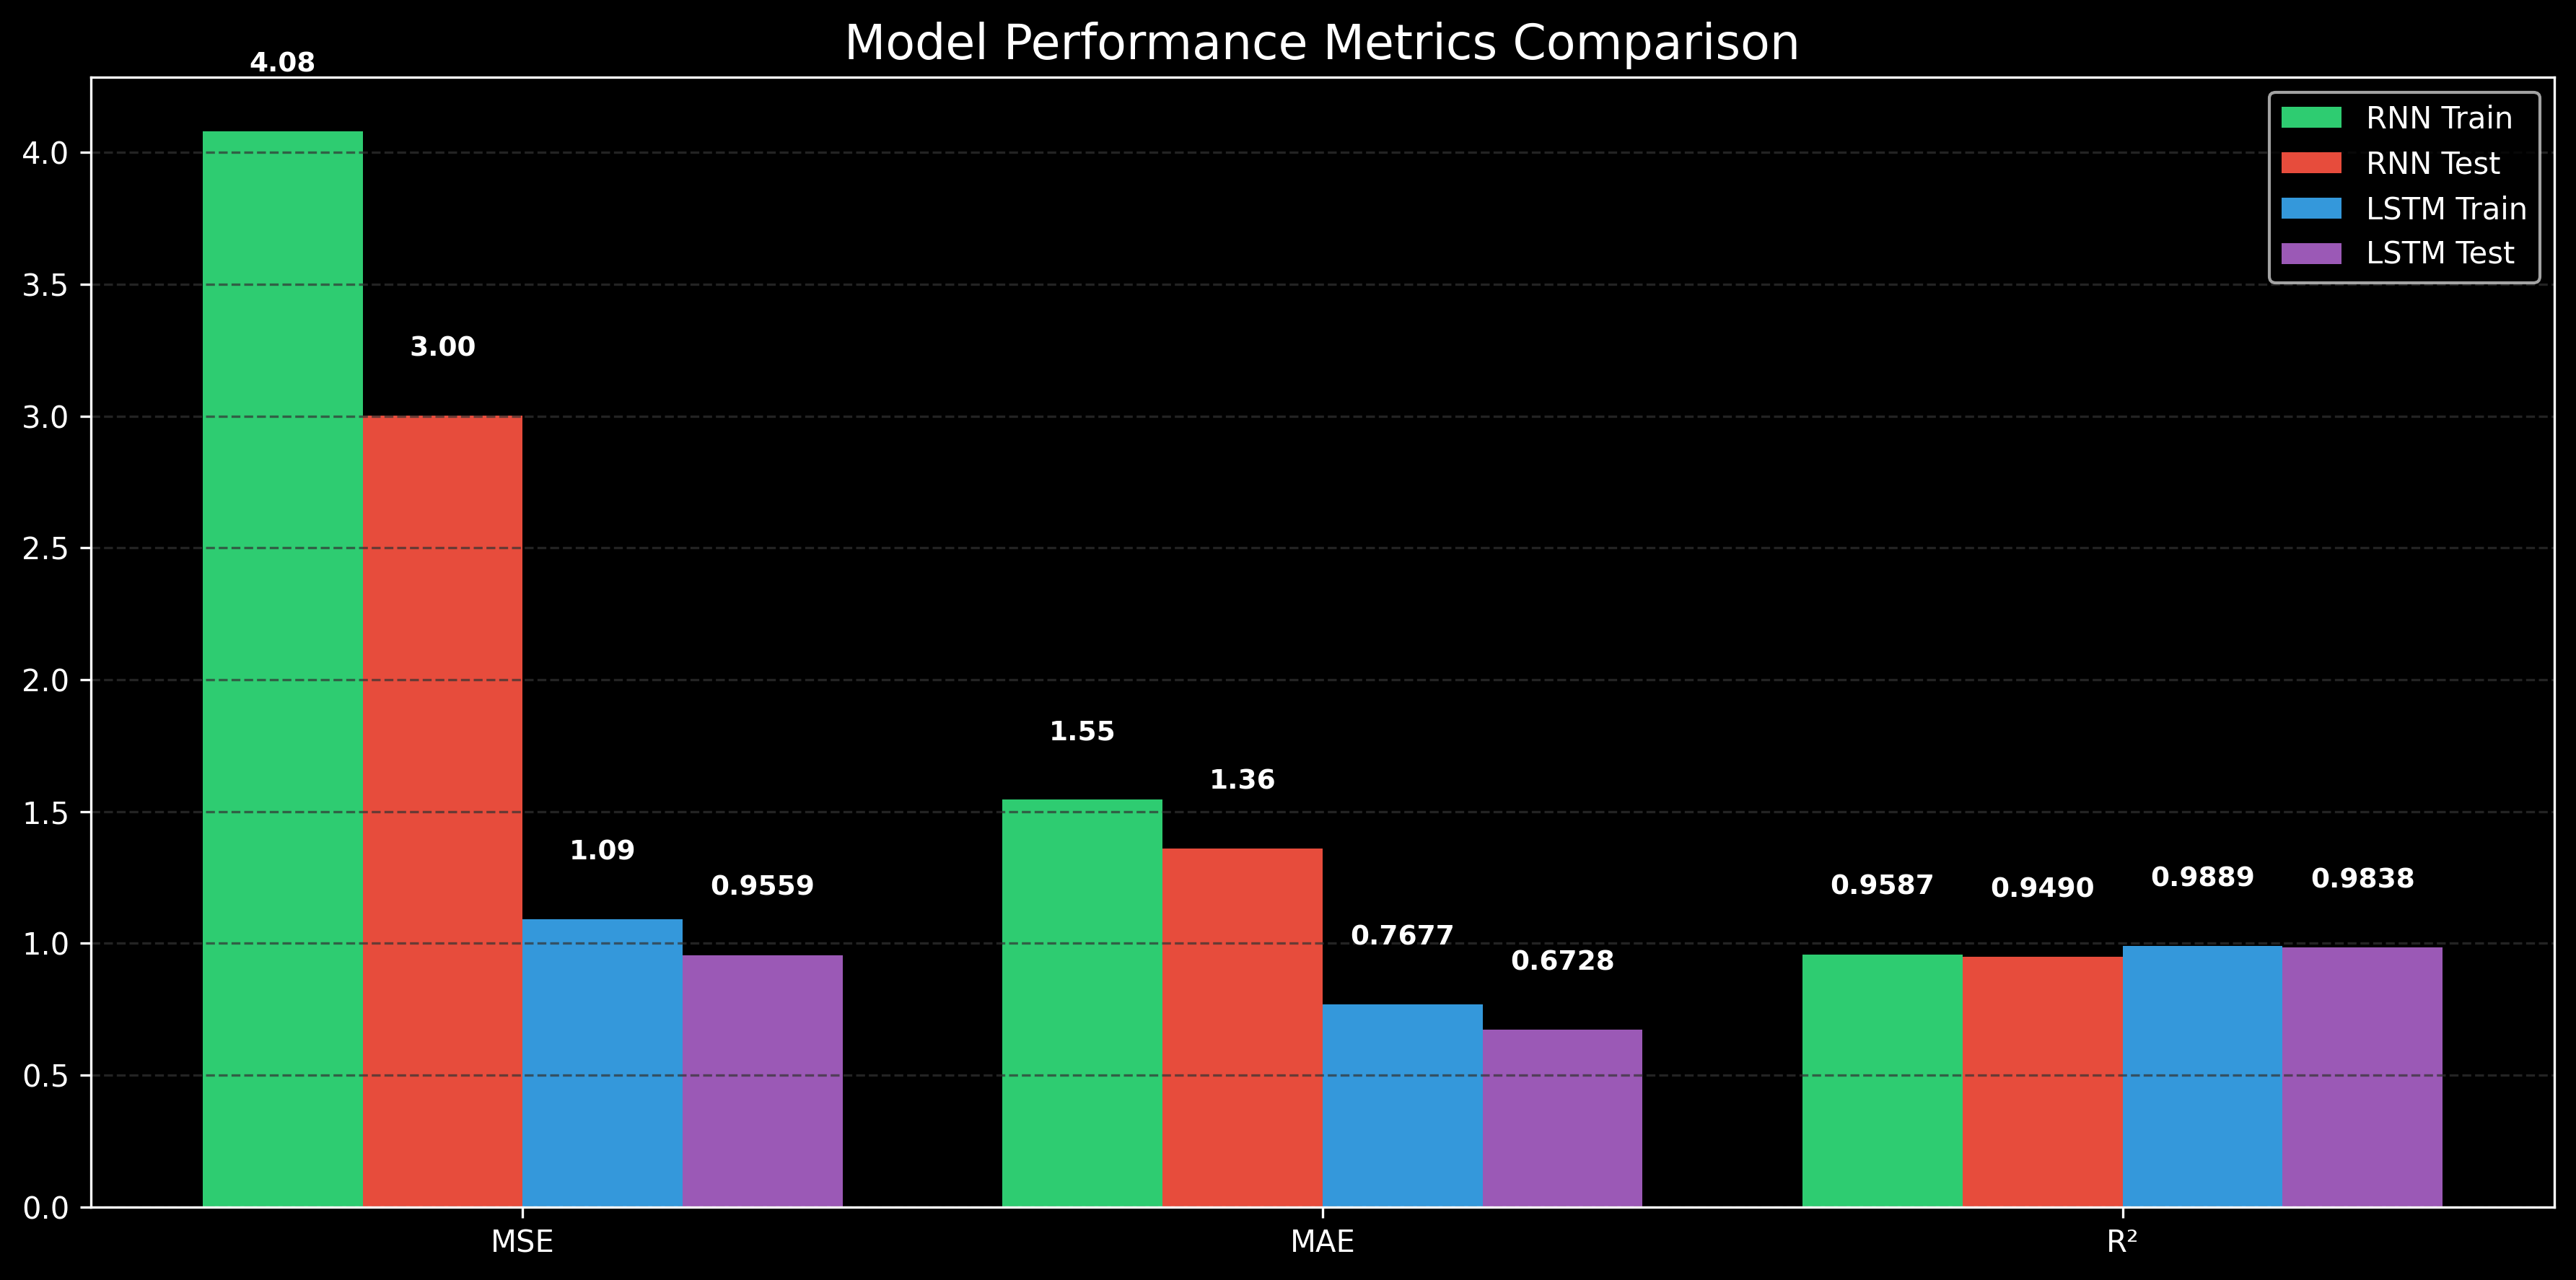 Model Performance Metrics Comparison
4.08
3.00
1.09
0.9559
1.55
1.36
0.7677
0.6728
0.9587
0.9490
0.9889
0.9838
RNN Train
RNN Test
LSTM Train
LSTM Test
4.0
3.5
3.0
2.5
2.0
1.5
1.0
0.5
0.0
MSE
MAE
R²